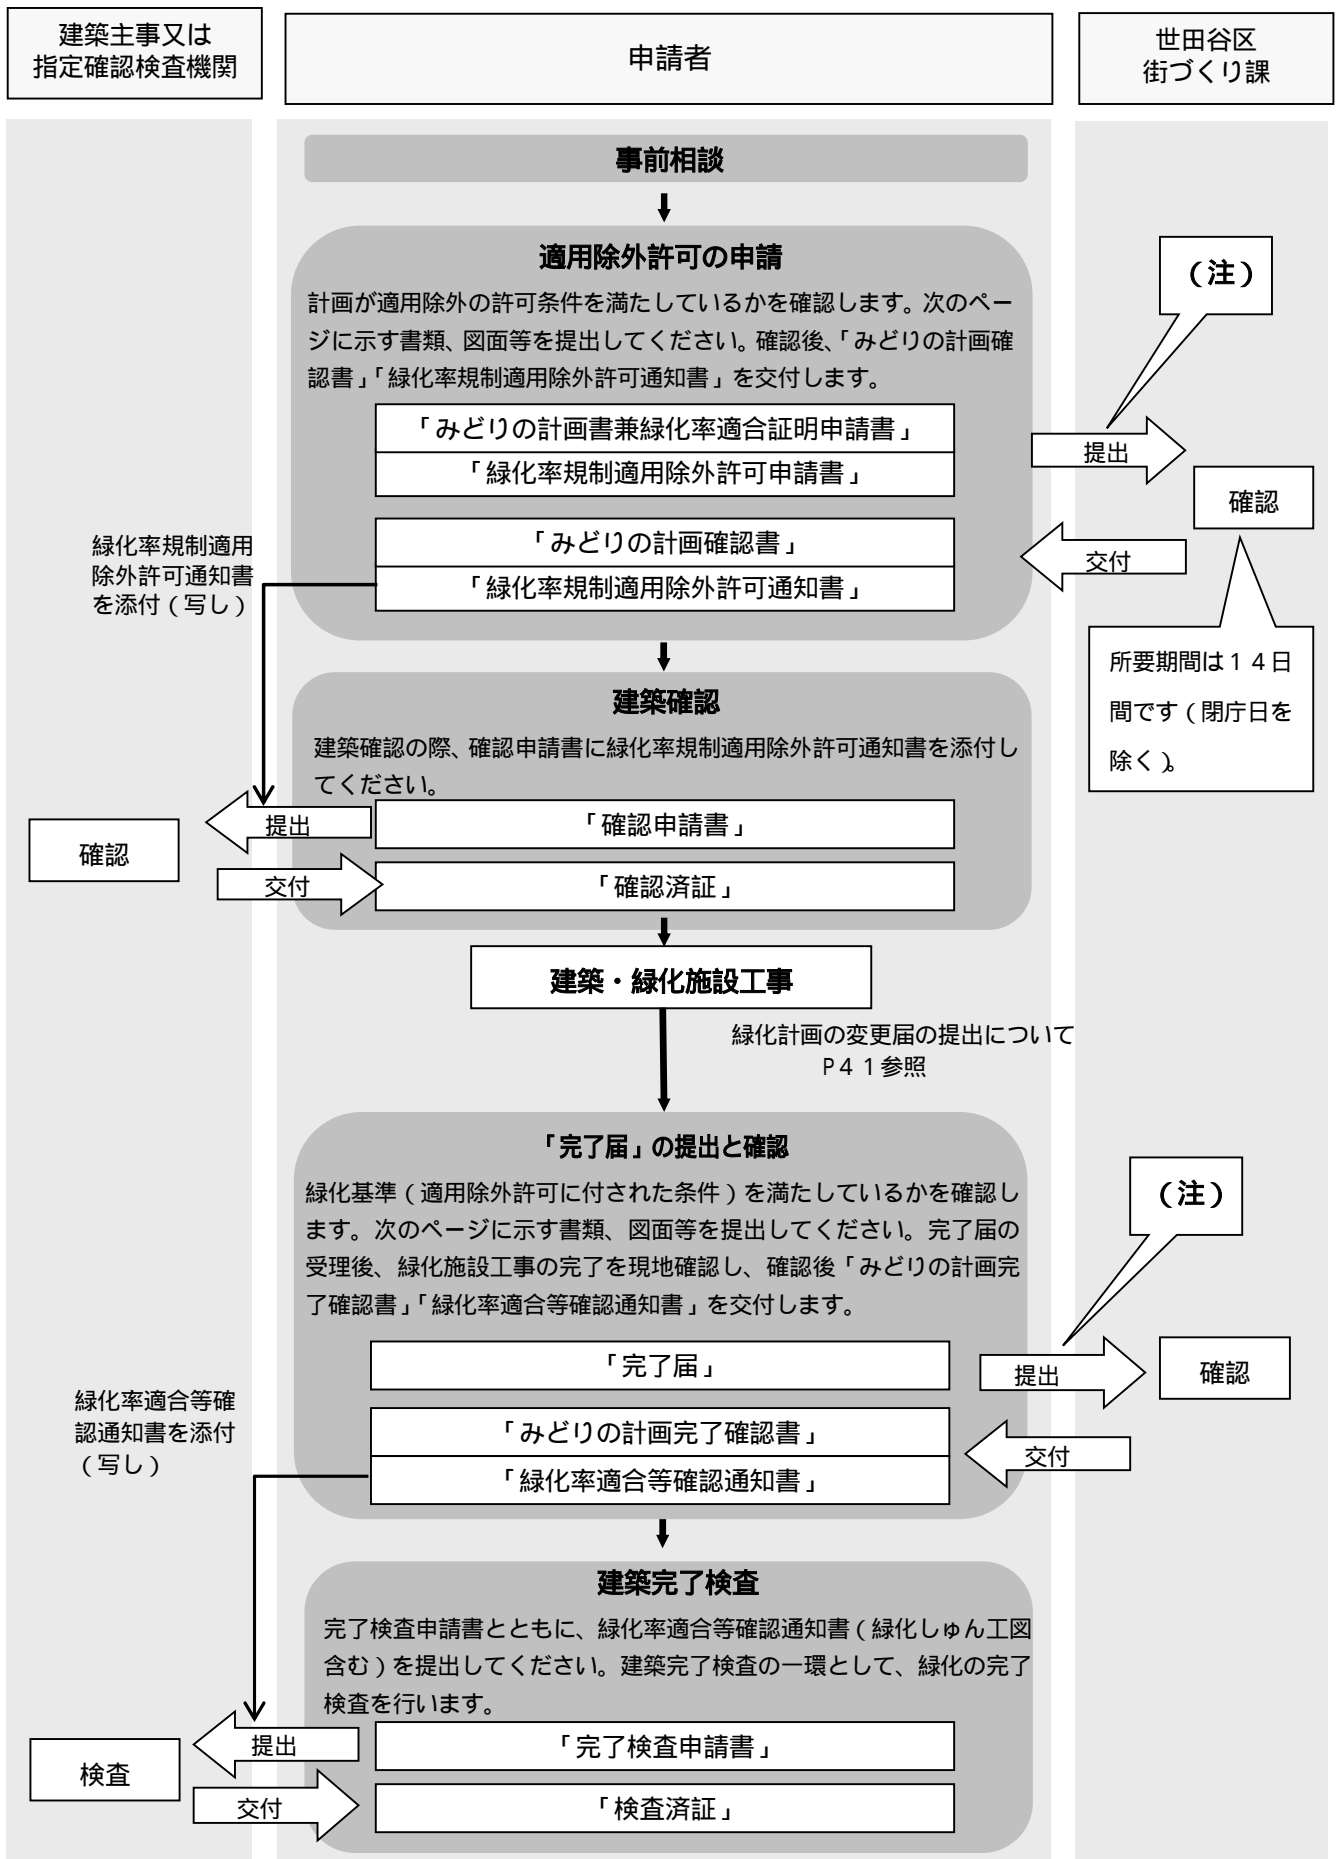 建築主事又は
指定確認検査機関
申請者
世田谷区
街づくり課
事前相談
適用除外許可の申請
計画が適用除外の許可条件を満たしているかを確認します。次のペー
ジに示す書類、図面等を提出してください。確認後、「みどりの計画確
認書」「緑化率規制適用除外許可通知書」を交付します。
（注）
「みどりの計画書兼緑化率適合証明申請書」
「緑化率規制適用除外許可申請書」
提出
確認
「みどりの計画確認書」
「緑化率規制適用除外許可通知書」
交付
緑化率規制適用
除外許可通知書
を添付（写し）
所要期間は１４日
間です（閉庁日を
除く）。
建築確認
建築確認の際、確認申請書に緑化率規制適用除外許可通知書を添付し
てください。
提出
「確認申請書」
確認
交付
「確認済証」
建築・緑化施設工事
緑化計画の変更届の提出について
P４１参照
「完了届」の提出と確認
緑化基準（適用除外許可に付された条件）を満たしているかを確認し
ます。次のページに示す書類、図面等を提出してください。完了届の
受理後、緑化施設工事の完了を現地確認し、確認後「みどりの計画完
了確認書」「緑化率適合等確認通知書」を交付します。
（注）
「完了届」
提出
確認
「みどりの計画完了確認書」
「緑化率適合等確認通知書」
交付
緑化率適合等確
認通知書を添付
（写し）
建築完了検査
完了検査申請書とともに、緑化率適合等確認通知書（緑化しゅん工図
含む）を提出してください。建築完了検査の一環として、緑化の完了
検査を行います。
提出
「完了検査申請書」
検査
交付
「検査済証」